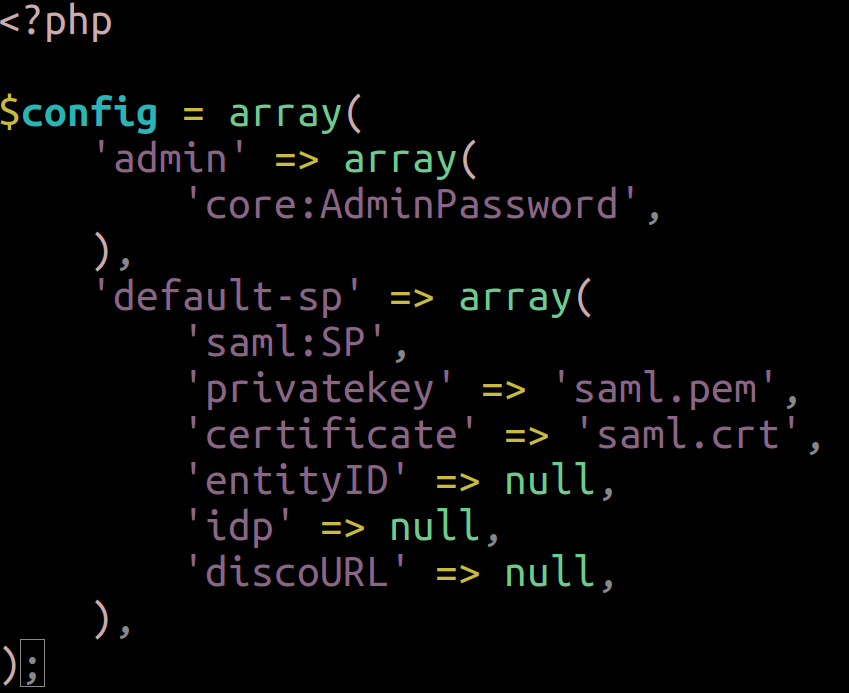 <?php
$config = array(
    'admin' => array(
        'core:AdminPassword',
    ),
    'default-sp' => array(
        'saml:SP',
        'privatekey' => 'saml.pem',
        'certificate' => 'saml.crt',
        'entityID' => null,
        'idp' => null,
        'discoURL' => null,
    ),
);